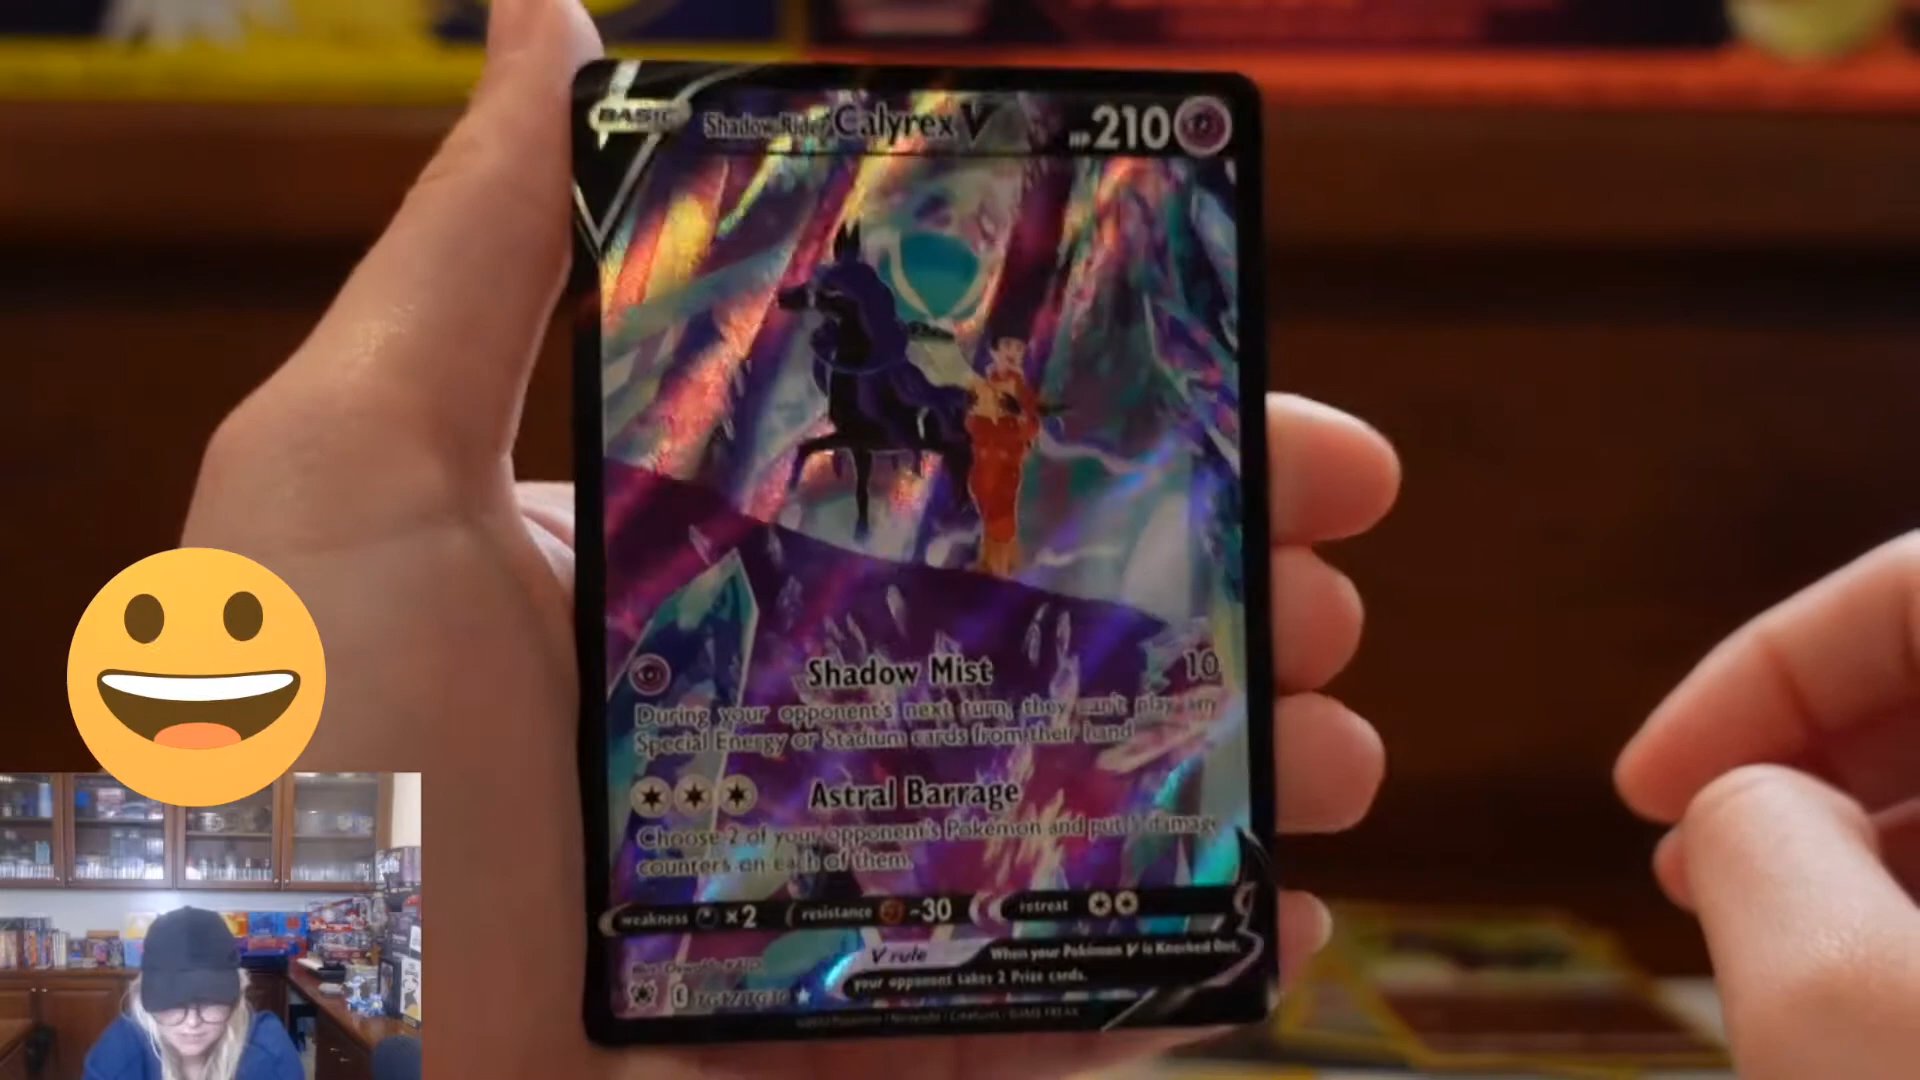 BASIC
Shadow Rider Calyrex V HP 210
Shadow Mist 10
During your opponent's next turn, they can't play any
Special Energy or Stadium cards from their hand.
Astral Barrage
Choose 2 of your opponent's Pokémon and put 5 damage
counters on each of them.
weakness ×2 resistance -30 retreat
V rule When your Pokémon V is Knocked Out,
your opponent takes 2 Prize cards.